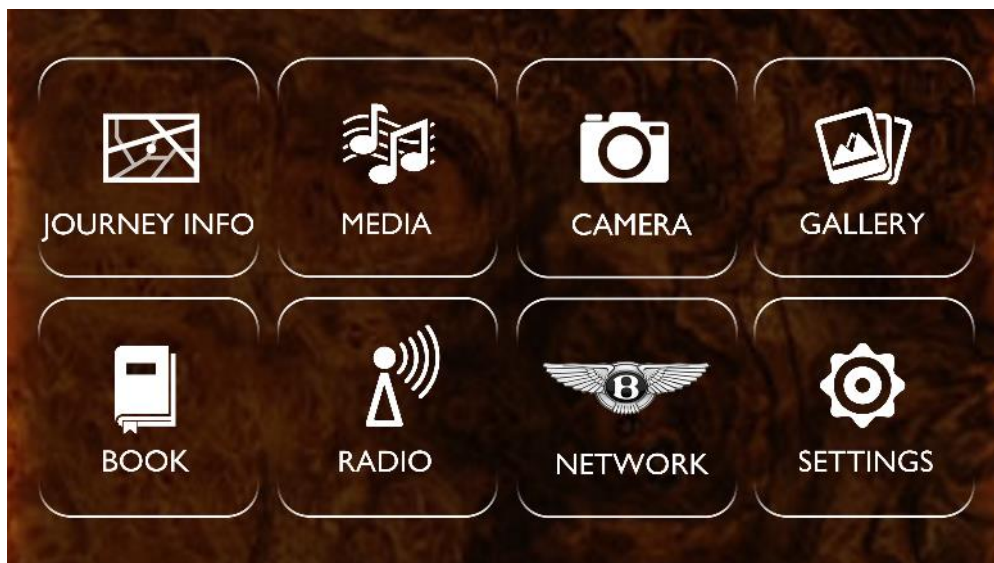 JOURNEY INFO
MEDIA
CAMERA
GALLERY
B
BOOK
RADIO
NETWORK
SETTINGS